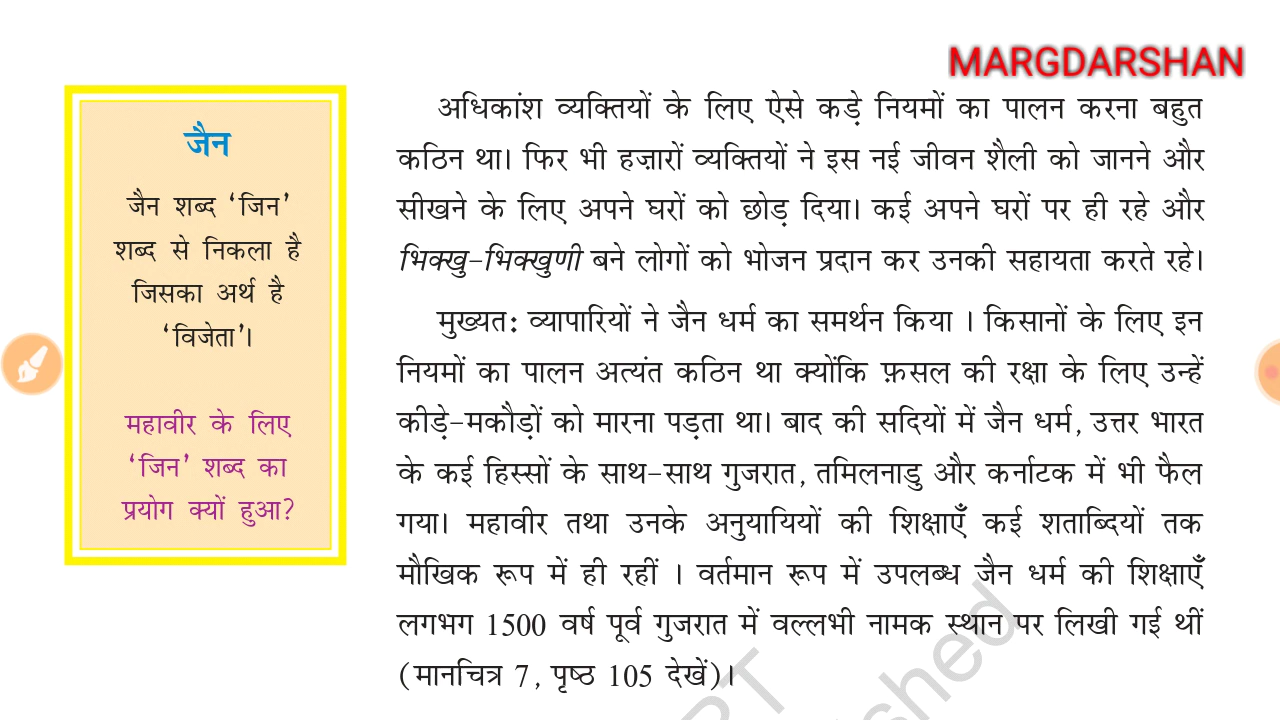 MARGDARSHAN
जैन
जैन शब्द ‘जिन’
शब्द से निकला है
जिसका अर्थ है
‘विजेता’।
महावीर के लिए
‘जिन’ शब्द का
प्रयोग क्यों हुआ?
अधिकांश व्यक्तियों के लिए ऐसे कड़े नियमों का पालन करना बहुत
कठिन था। फिर भी हज़ारों व्यक्तियों ने इस नई जीवन शैली को जानने और
सीखने के लिए अपने घरों को छोड़ दिया। कई अपने घरों पर ही रहे और
भिक्खु-भिक्खुणी बने लोगों को भोजन प्रदान कर उनकी सहायता करते रहे।
मुख्यतः व्यापारियों ने जैन धर्म का समर्थन किया । किसानों के लिए इन
नियमों का पालन अत्यंत कठिन था क्योंकि फ़सल की रक्षा के लिए उन्हें
कीड़े-मकौड़ों को मारना पड़ता था। बाद की सदियों में जैन धर्म, उत्तर भारत
के कई हिस्सों के साथ-साथ गुजरात, तमिलनाडु और कर्नाटक में भी फैल
गया। महावीर तथा उनके अनुयायियों की शिक्षाएँ कई शताब्दियों तक
मौखिक रूप में ही रहीं । वर्तमान रूप में उपलब्ध जैन धर्म की शिक्षाएँ
लगभग 1500 वर्ष पूर्व गुजरात में वल्लभी नामक स्थान पर लिखी गई थीं
(मानचित्र 7, पृष्ठ 105 देखें)।